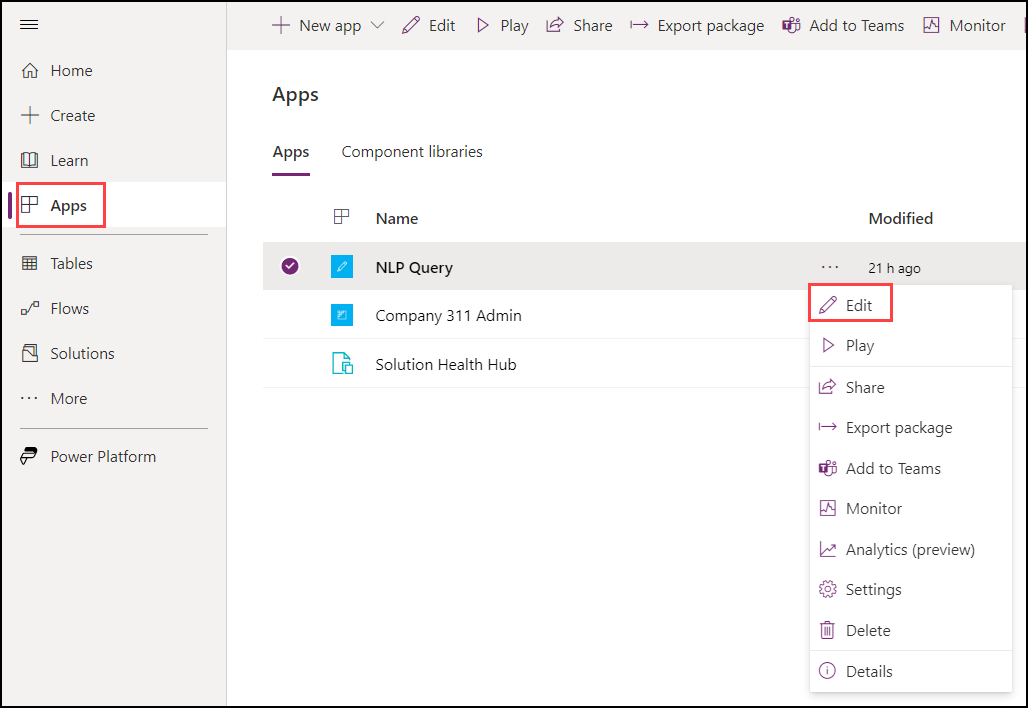 New app Edit Play Share Export package Add to Teams Monitor
Home
Create
Learn
Apps
Tables
Flows
Solutions
More
Power Platform
Apps
Apps Component libraries
Name Modified
NLP Query ··· 21 h ago
Company 311 Admin
Solution Health Hub
Edit
Play
Share
Export package
Add to Teams
Monitor
Analytics (preview)
Settings
Delete
Details